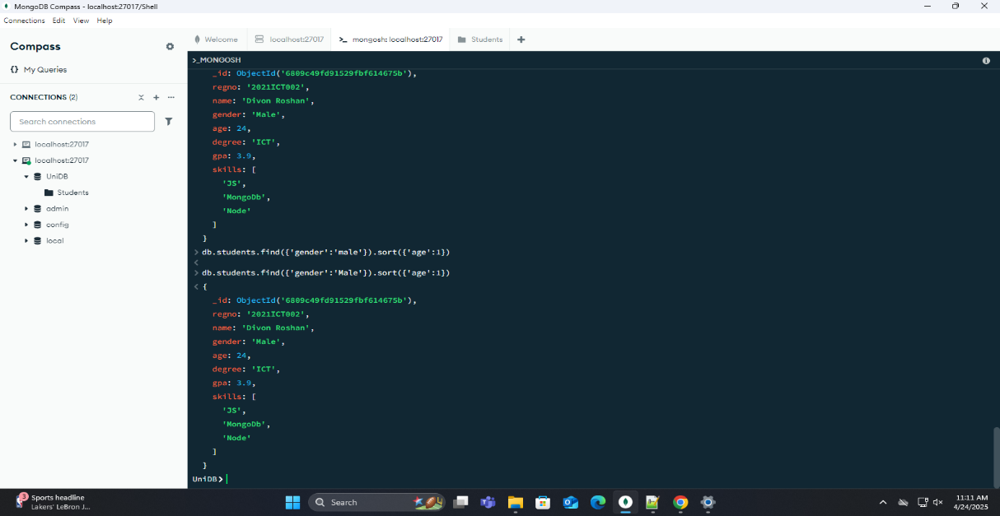 MongoDB Compass - localhost:27017/Shell
Connections Edit View Help
Compass
My Queries
CONNECTIONS (2)
Search connections
localhost:27017
localhost:27017
UniDB
Students
admin
config
local
Welcome localhost:27017 mongosh: localhost:27017 Students
>_MONGOSH
_id: ObjectId('6809c49fd91529fbf614675b'),
regno: '2021ICT002',
name: 'Divon Roshan',
gender: 'Male',
age: 24,
degree: 'ICT',
gpa: 3.9,
skills: [
'JS',
'MongoDb',
'Node'
]
}
> db.students.find({'gender':'male'}).sort({'age':1})
<
> db.students.find({'gender':'Male'}).sort({'age':1})
< {
_id: ObjectId('6809c49fd91529fbf614675b'),
regno: '2021ICT002',
name: 'Divon Roshan',
gender: 'Male',
age: 24,
degree: 'ICT',
gpa: 3.9,
skills: [
'JS',
'MongoDb',
'Node'
]
}
UniDB>
3
Sports headline
Lakers' LeBron J...
Search
11:11 AM
4/24/2025